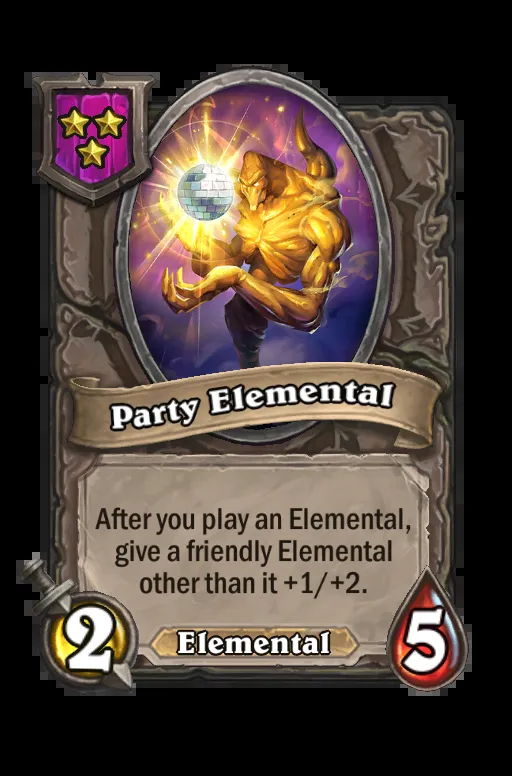 Party Elemental
After you play an Elemental,
give a friendly Elemental
other than it +1/+2.
2
Elemental
5